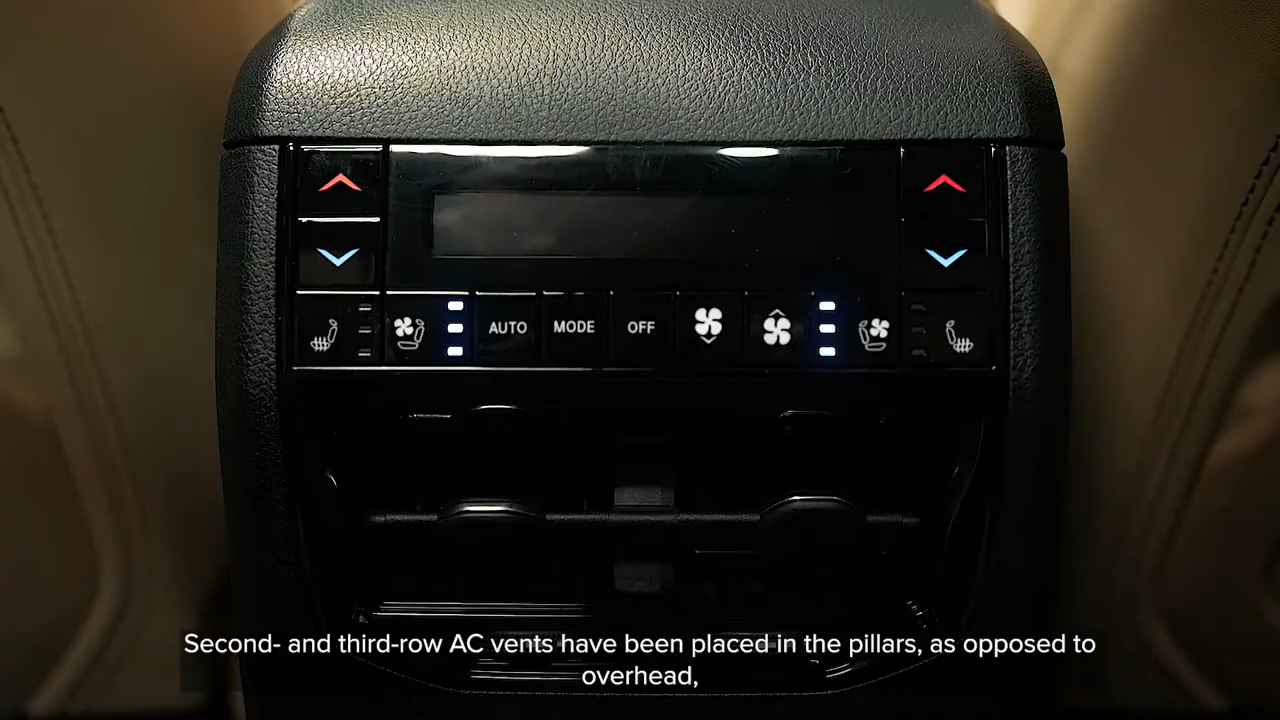 AUTO
MODE
OFF
Second- and third-row AC vents have been placed in the pillars, as opposed to
overhead,